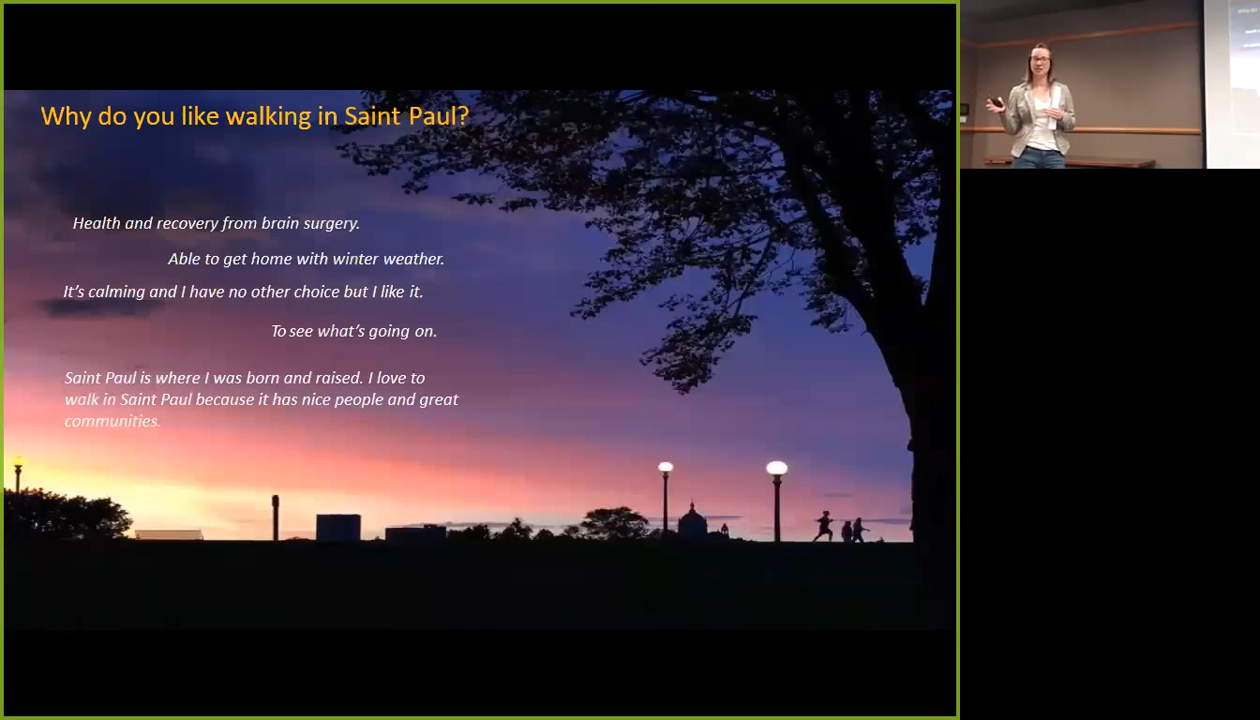 Why do you like walking in Saint Paul?
Health and recovery from brain surgery.
Able to get home with winter weather.
It's calming and I have no other choice but I like it.
To see what's going on.
Saint Paul is where I was born and raised. I love to
walk in Saint Paul because it has nice people and great
communities.